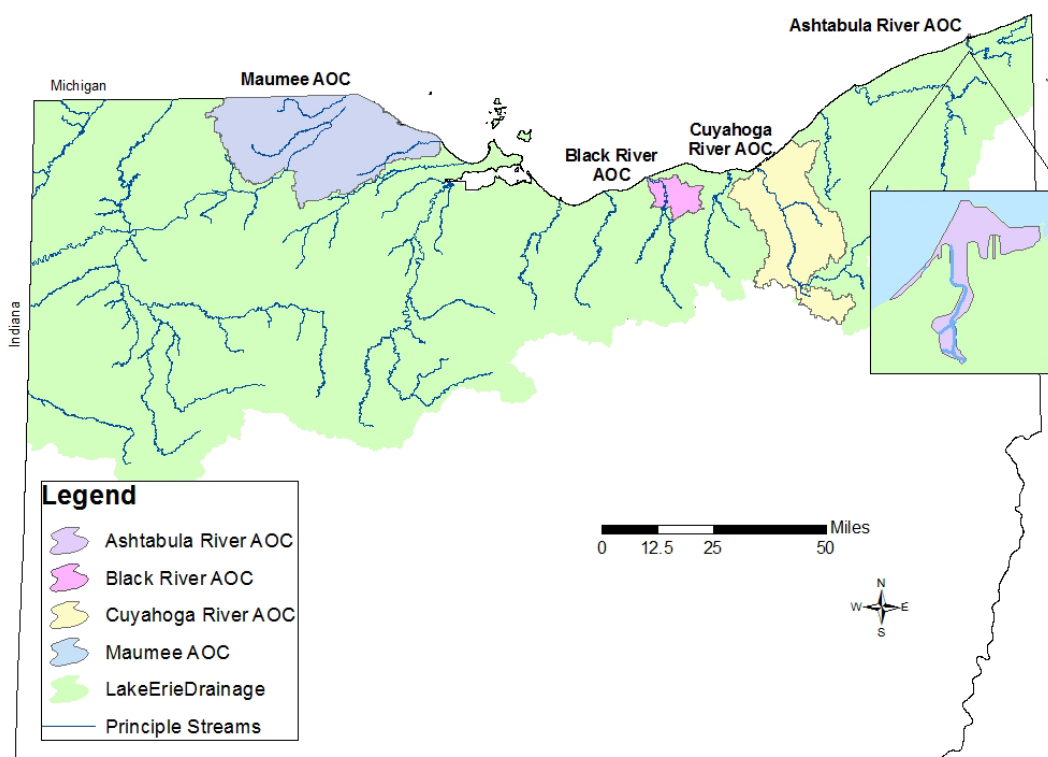 Ashtabula River AOC
Michigan
Maumee AOC
Cuyahoga
River AOC
Black River
AOC
Indiana
Legend
Ashtabula River AOC
Black River AOC
Cuyahoga River AOC
Maumee AOC
LakeErieDrainage
Principle Streams
Miles
0 12.5 25 50
N
W E
S